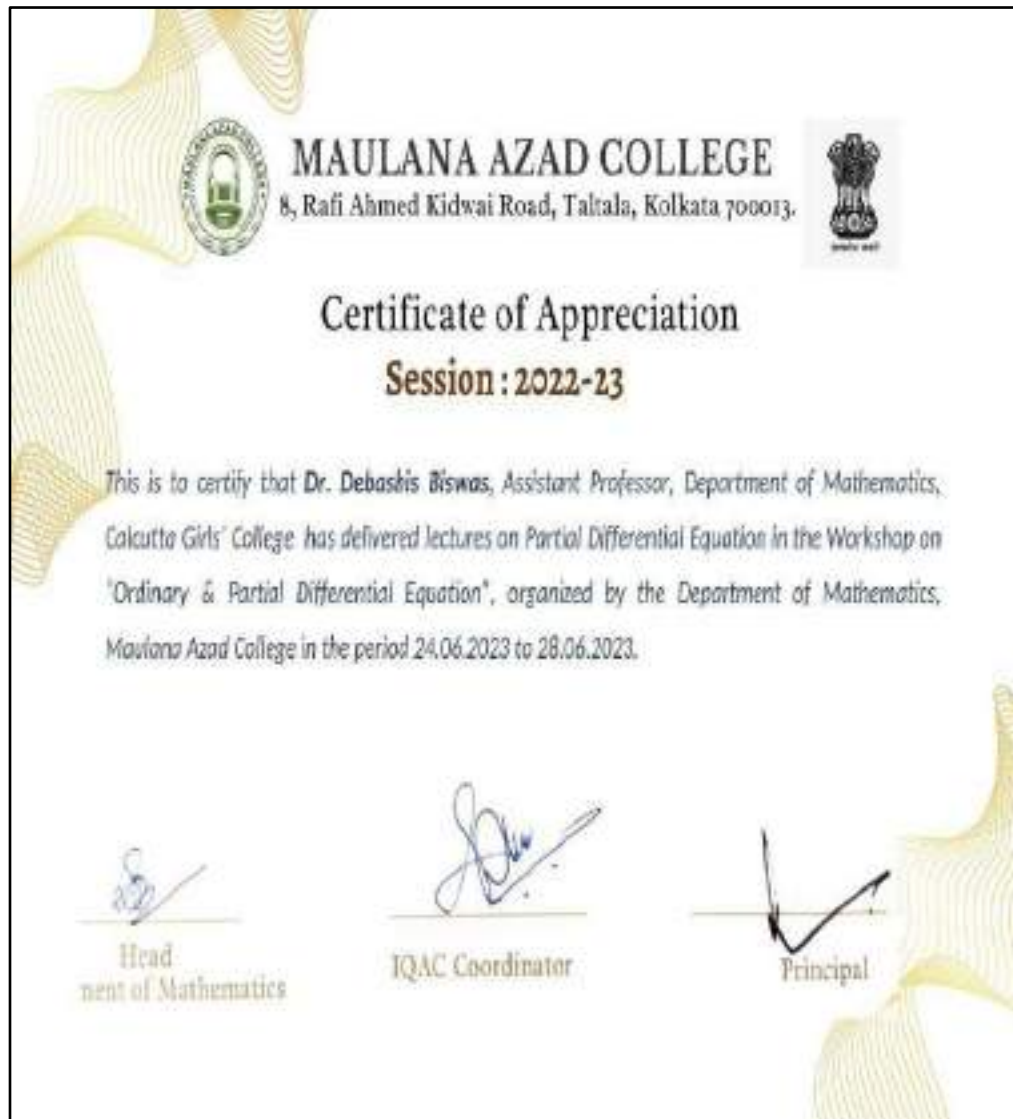 MAULANA AZAD COLLEGE
8, Rafi Ahmed Kidwai Road, Taltala, Kolkata 700013.
Certificate of Appreciation
Session : 2022-23
This is to certify that Dr. Debashis Biswas, Assistant Professor, Department of Mathematics,
Calcutta Girls' College has delivered lectures on Partial Differential Equation in the Workshop on
"Ordinary & Partial Differential Equation", organized by the Department of Mathematics,
Maulana Azad College in the period 24.06.2023 to 28.06.2023.
Head
nent of Mathematics
IQAC Coordinator
Principal